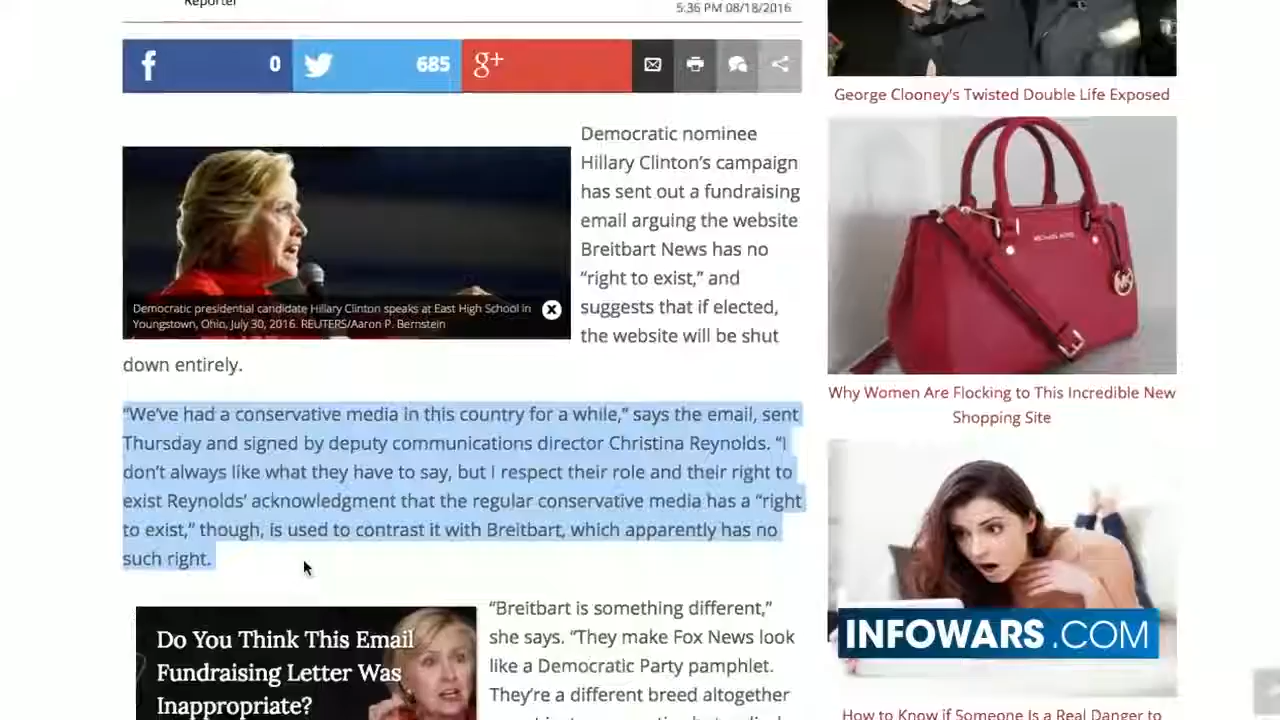 Reporter
5:36 PM 08/18/2016
0
685
g+
George Clooney's Twisted Double Life Exposed
Democratic nominee
Hillary Clinton's campaign
has sent out a fundraising
email arguing the website
Breitbart News has no
“right to exist,” and
suggests that if elected,
the website will be shut
down entirely.
Democratic presidential candidate Hillary Clinton speaks at East High School in
Youngstown, Ohio, July 30, 2016. REUTERS/Aaron P. Bernstein
MICHAEL KORS
Why Women Are Flocking to This Incredible New
Shopping Site
“We’ve had a conservative media in this country for a while,” says the email, sent
Thursday and signed by deputy communications director Christina Reynolds. “I
don’t always like what they have to say, but I respect their role and their right to
exist Reynolds’ acknowledgment that the regular conservative media has a “right
to exist,” though, is used to contrast it with Breitbart, which apparently has no
such right.
Do You Think This Email
Fundraising Letter Was
Inappropriate?
“Breitbart is something different,”
she says. “They make Fox News look
like a Democratic Party pamphlet.
They’re a different breed altogether
INFOWARS.COM
How to Know if Someone Is a Real Danger to